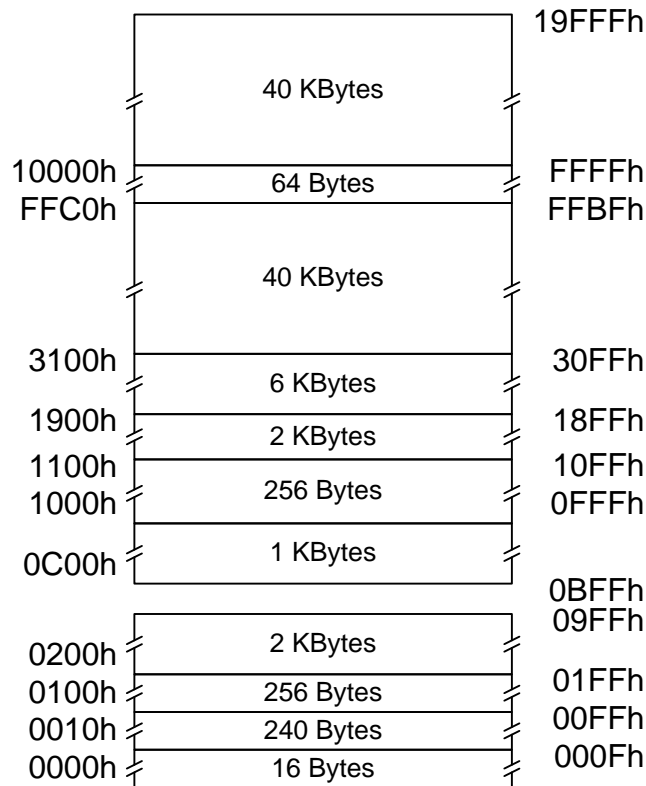 19FFFh
40 KBytes
10000h FFFFh
64 Bytes
FFC0h FFBFh
40 KBytes
3100h 30FFh
6 KBytes
1900h 18FFh
2 KBytes
1100h 10FFh
256 Bytes
1000h 0FFFh
1 KBytes
0C00h
0BFFh
09FFh
2 KBytes
0200h
01FFh
0100h 256 Bytes
00FFh
0010h 240 Bytes
000Fh
0000h 16 Bytes